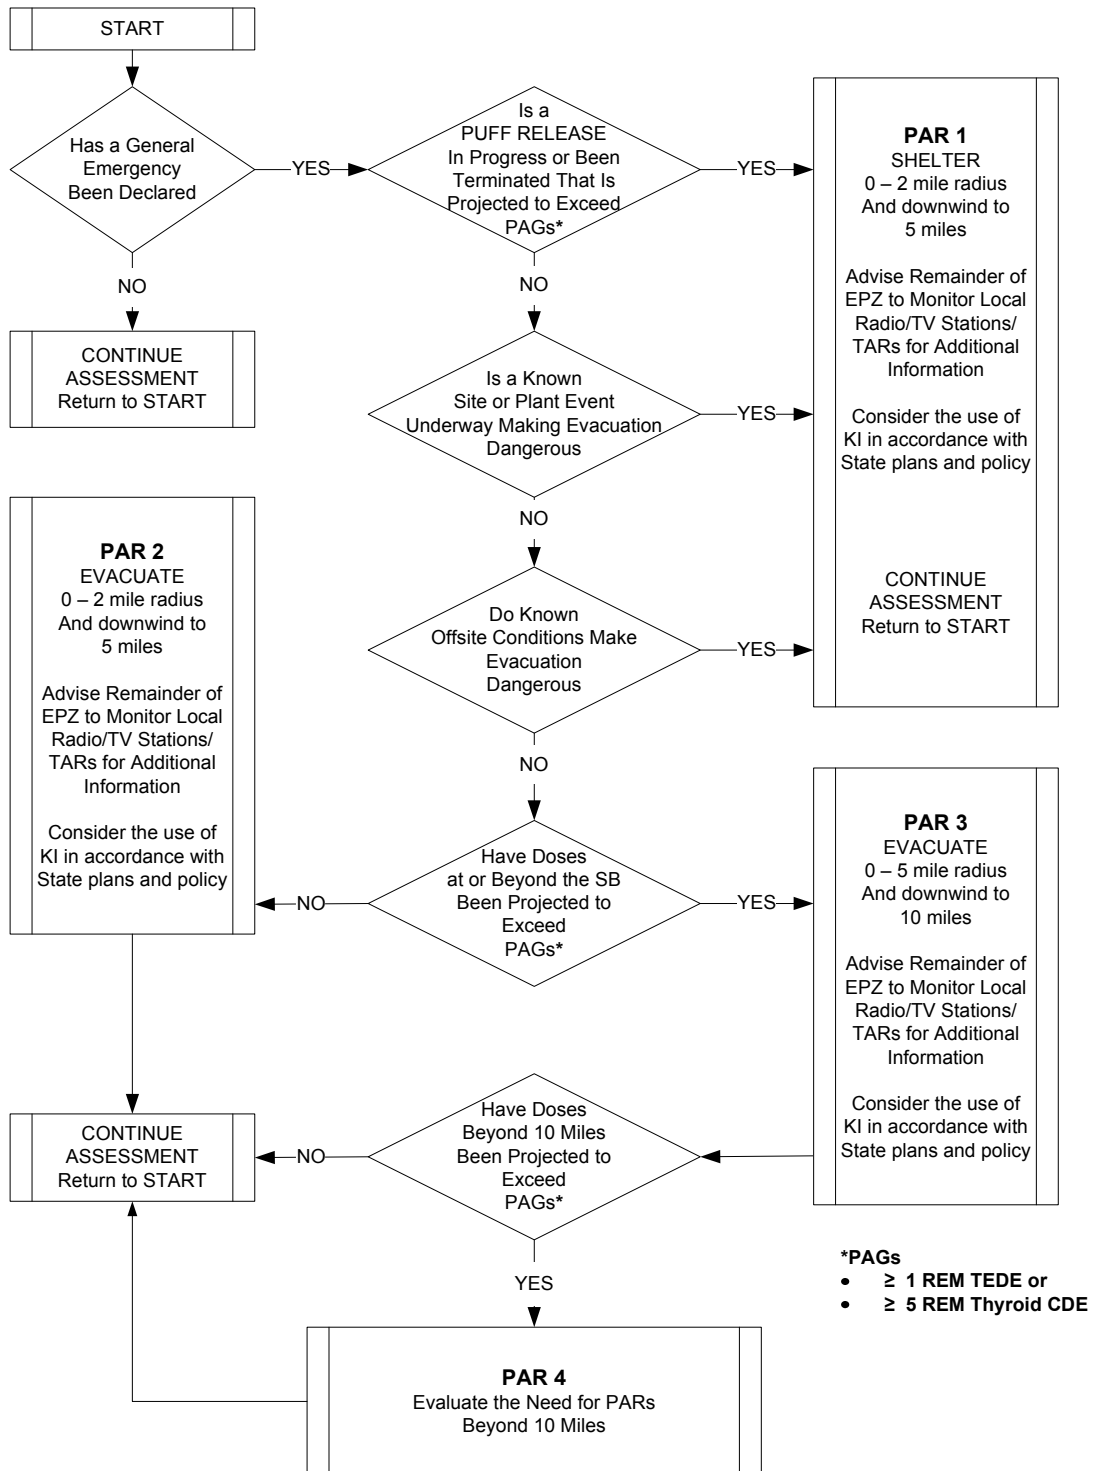 START
Has a General
Emergency
Been Declared
YES
NO
CONTINUE
ASSESSMENT
Return to START
Is a
PUFF RELEASE
In Progress or Been
Terminated That Is
Projected to Exceed
PAGs*
YES
NO
Is a Known
Site or Plant Event
Underway Making Evacuation
Dangerous
YES
NO
Do Known
Offsite Conditions Make
Evacuation
Dangerous
YES
NO
PAR 1
SHELTER
0 – 2 mile radius
And downwind to
5 miles
Advise Remainder of
EPZ to Monitor Local
Radio/TV Stations/
TARs for Additional
Information
Consider the use of
KI in accordance with
State plans and policy
CONTINUE
ASSESSMENT
Return to START
Have Doses
at or Beyond the SB
Been Projected to
Exceed
PAGs*
NO
YES
PAR 2
EVACUATE
0 – 2 mile radius
And downwind to
5 miles
Advise Remainder of
EPZ to Monitor Local
Radio/TV Stations/
TARs for Additional
Information
Consider the use of
KI in accordance with
State plans and policy
PAR 3
EVACUATE
0 – 5 mile radius
And downwind to
10 miles
Advise Remainder of
EPZ to Monitor Local
Radio/TV Stations/
TARs for Additional
Information
Consider the use of
KI in accordance with
State plans and policy
Have Doses
Beyond 10 Miles
Been Projected to
Exceed
PAGs*
NO
YES
CONTINUE
ASSESSMENT
Return to START
PAR 4
Evaluate the Need for PARs
Beyond 10 Miles
*PAGs
• ≥ 1 REM TEDE or
• ≥ 5 REM Thyroid CDE